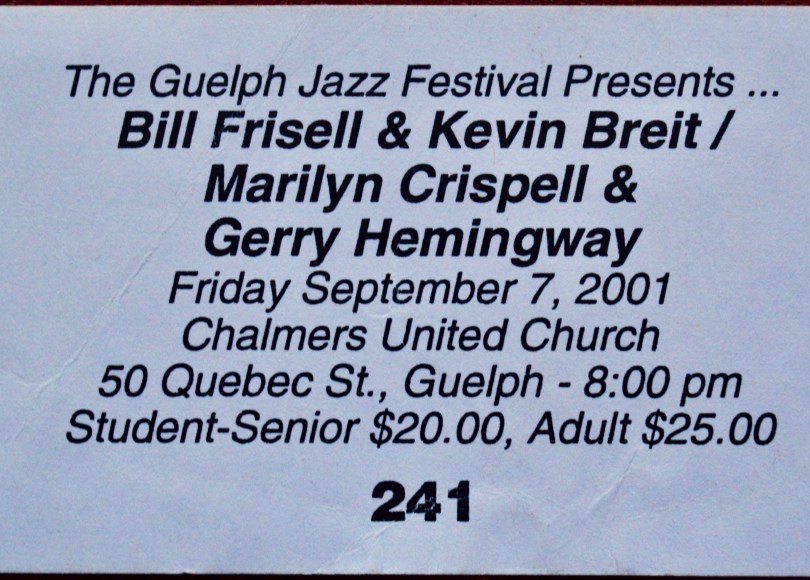 The Guelph Jazz Festival Presents ...
Bill Frisell & Kevin Breit /
Marilyn Crispell &
Gerry Hemingway
Friday September 7, 2001
Chalmers United Church
50 Quebec St., Guelph - 8:00 pm
Student-Senior $20.00, Adult $25.00
241